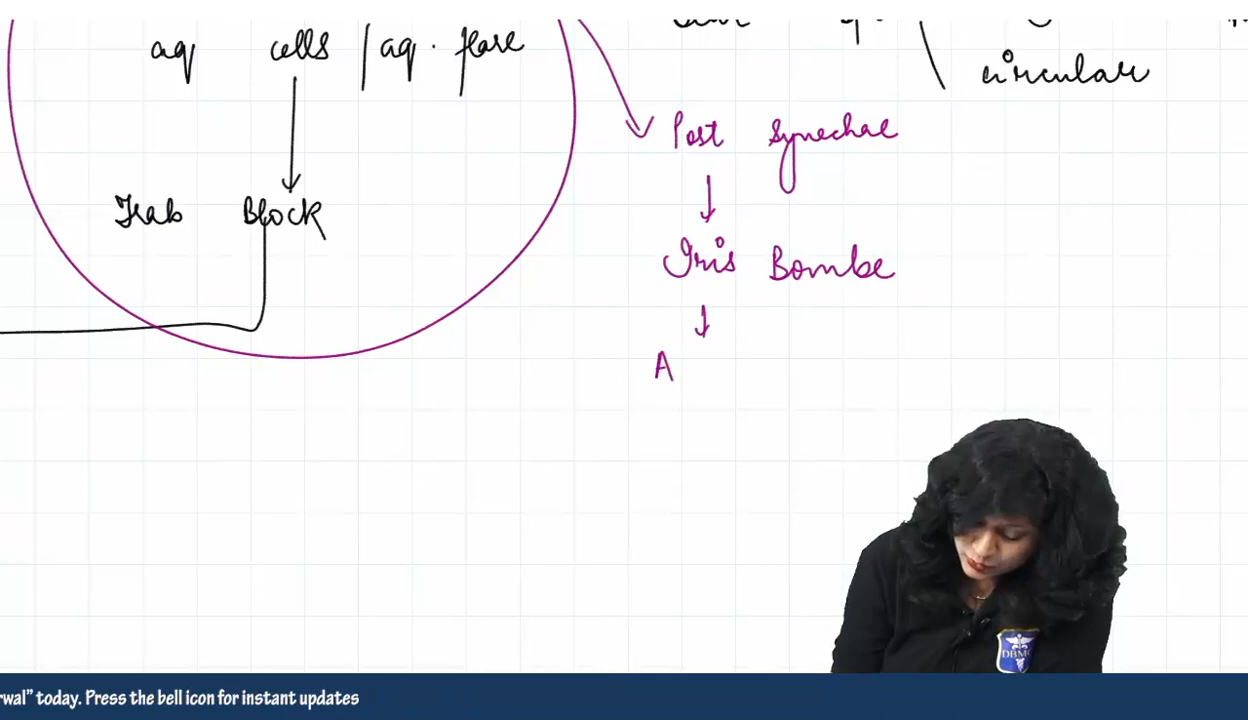 aq cells / aq. flare
circular
Post Synechae
Trab Block
Iris Bombe
A
DBMC
rwal" today. Press the bell icon for instant updates